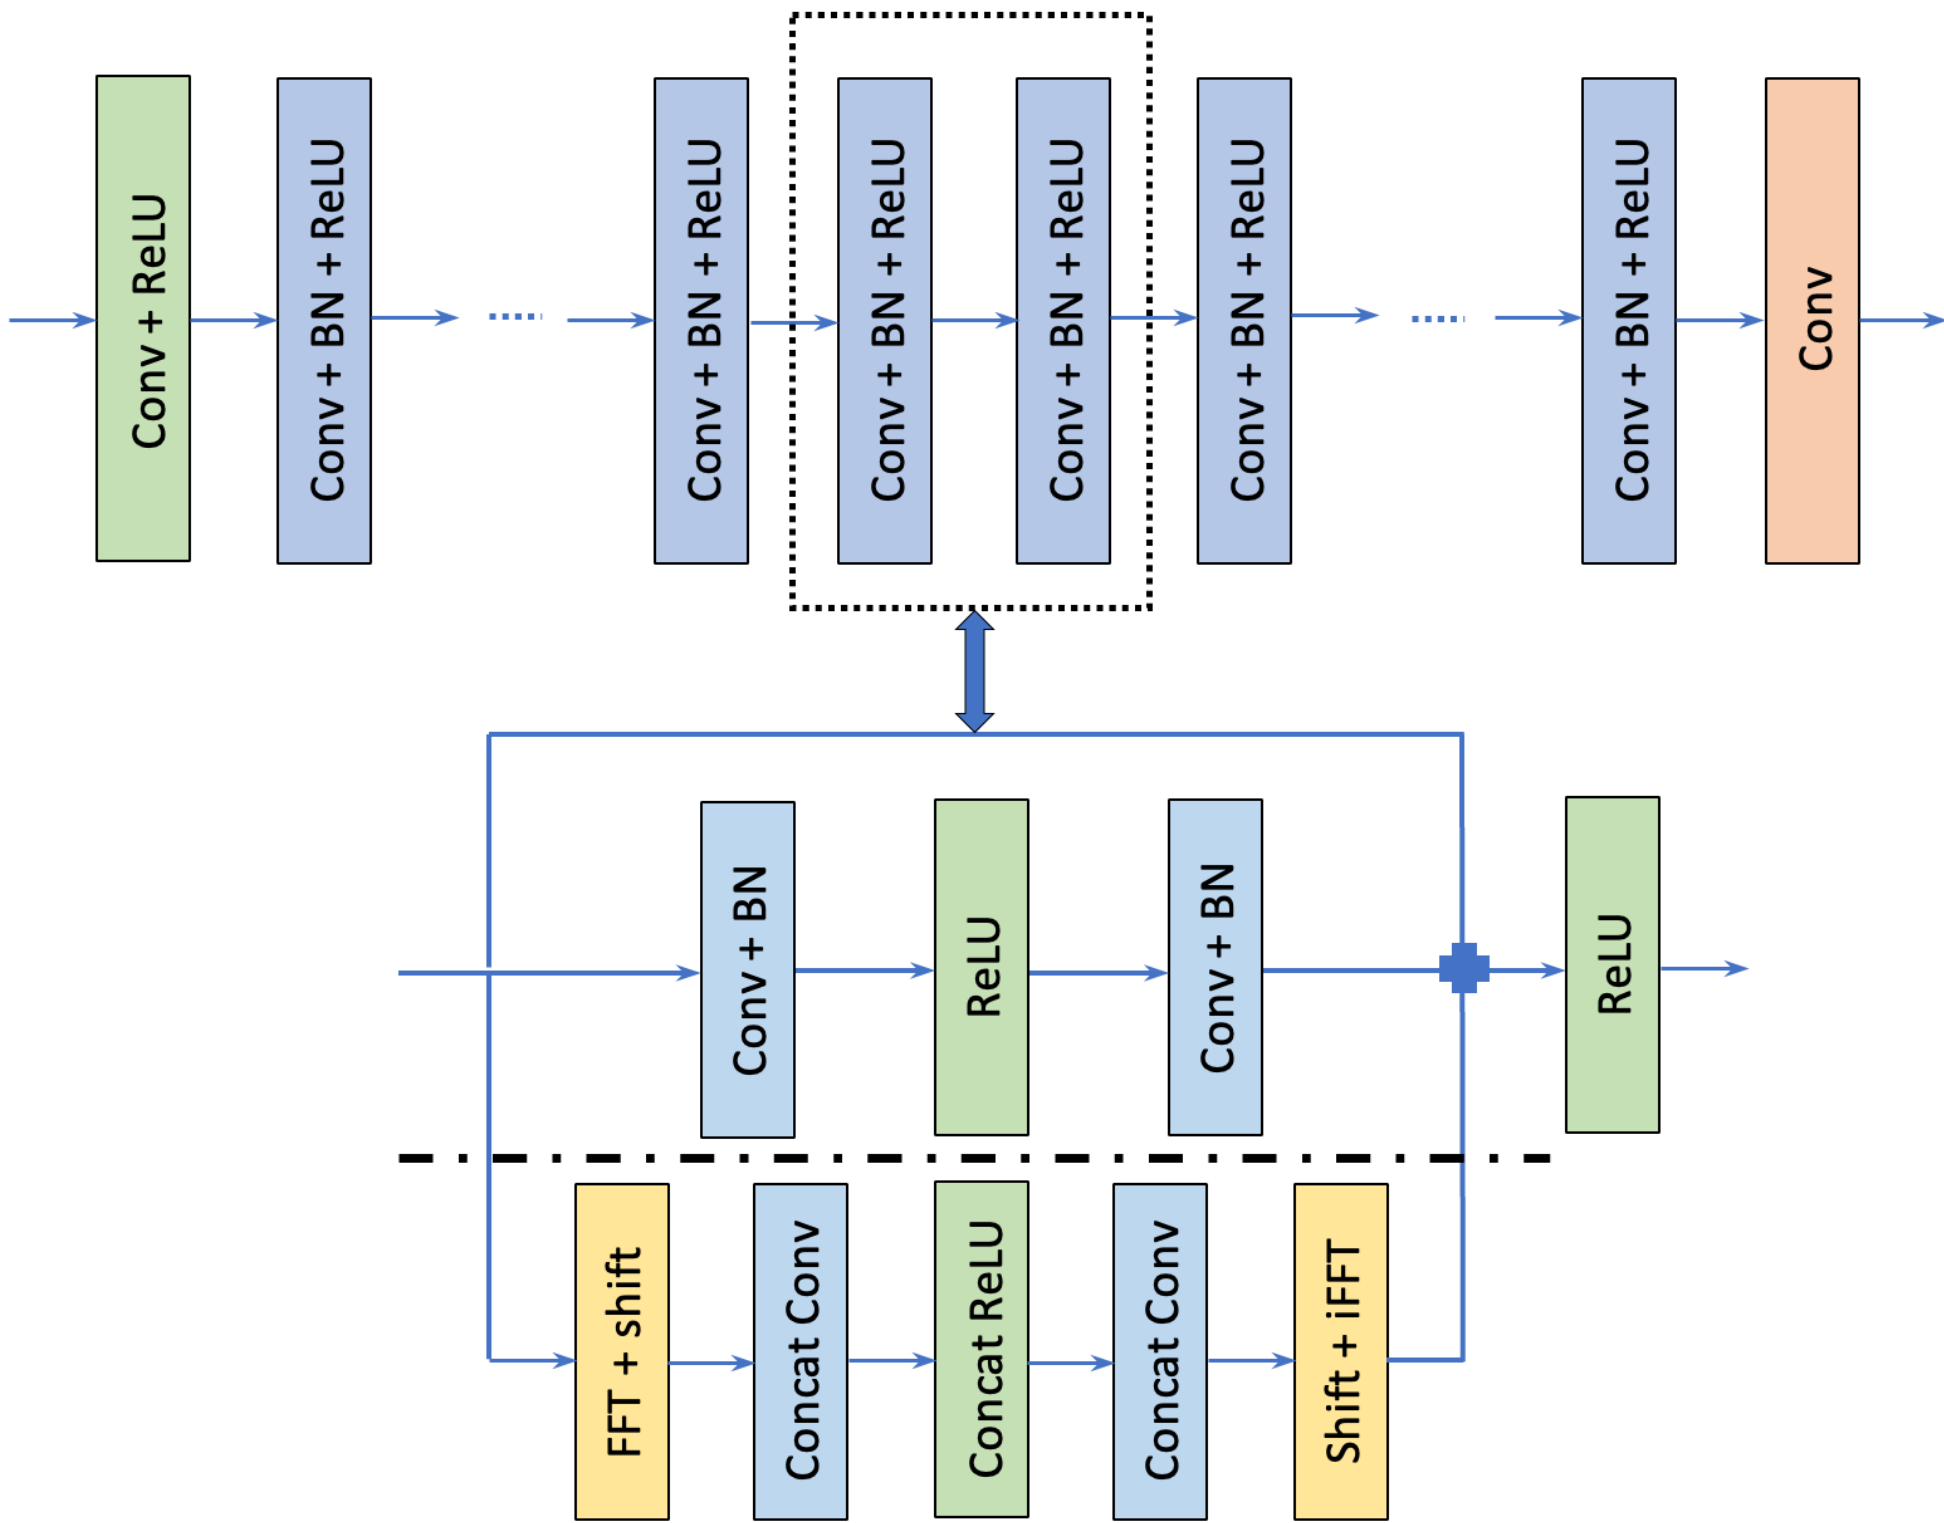 Conv + ReLU
Conv + BN + ReLU
Conv + BN + ReLU
Conv + BN + ReLU
Conv + BN + ReLU
Conv + BN + ReLU
Conv + BN + ReLU
Conv
Conv + BN
ReLU
Conv + BN
ReLU
FFT + shift
Concat Conv
Concat ReLU
Concat Conv
Shift + iFFT